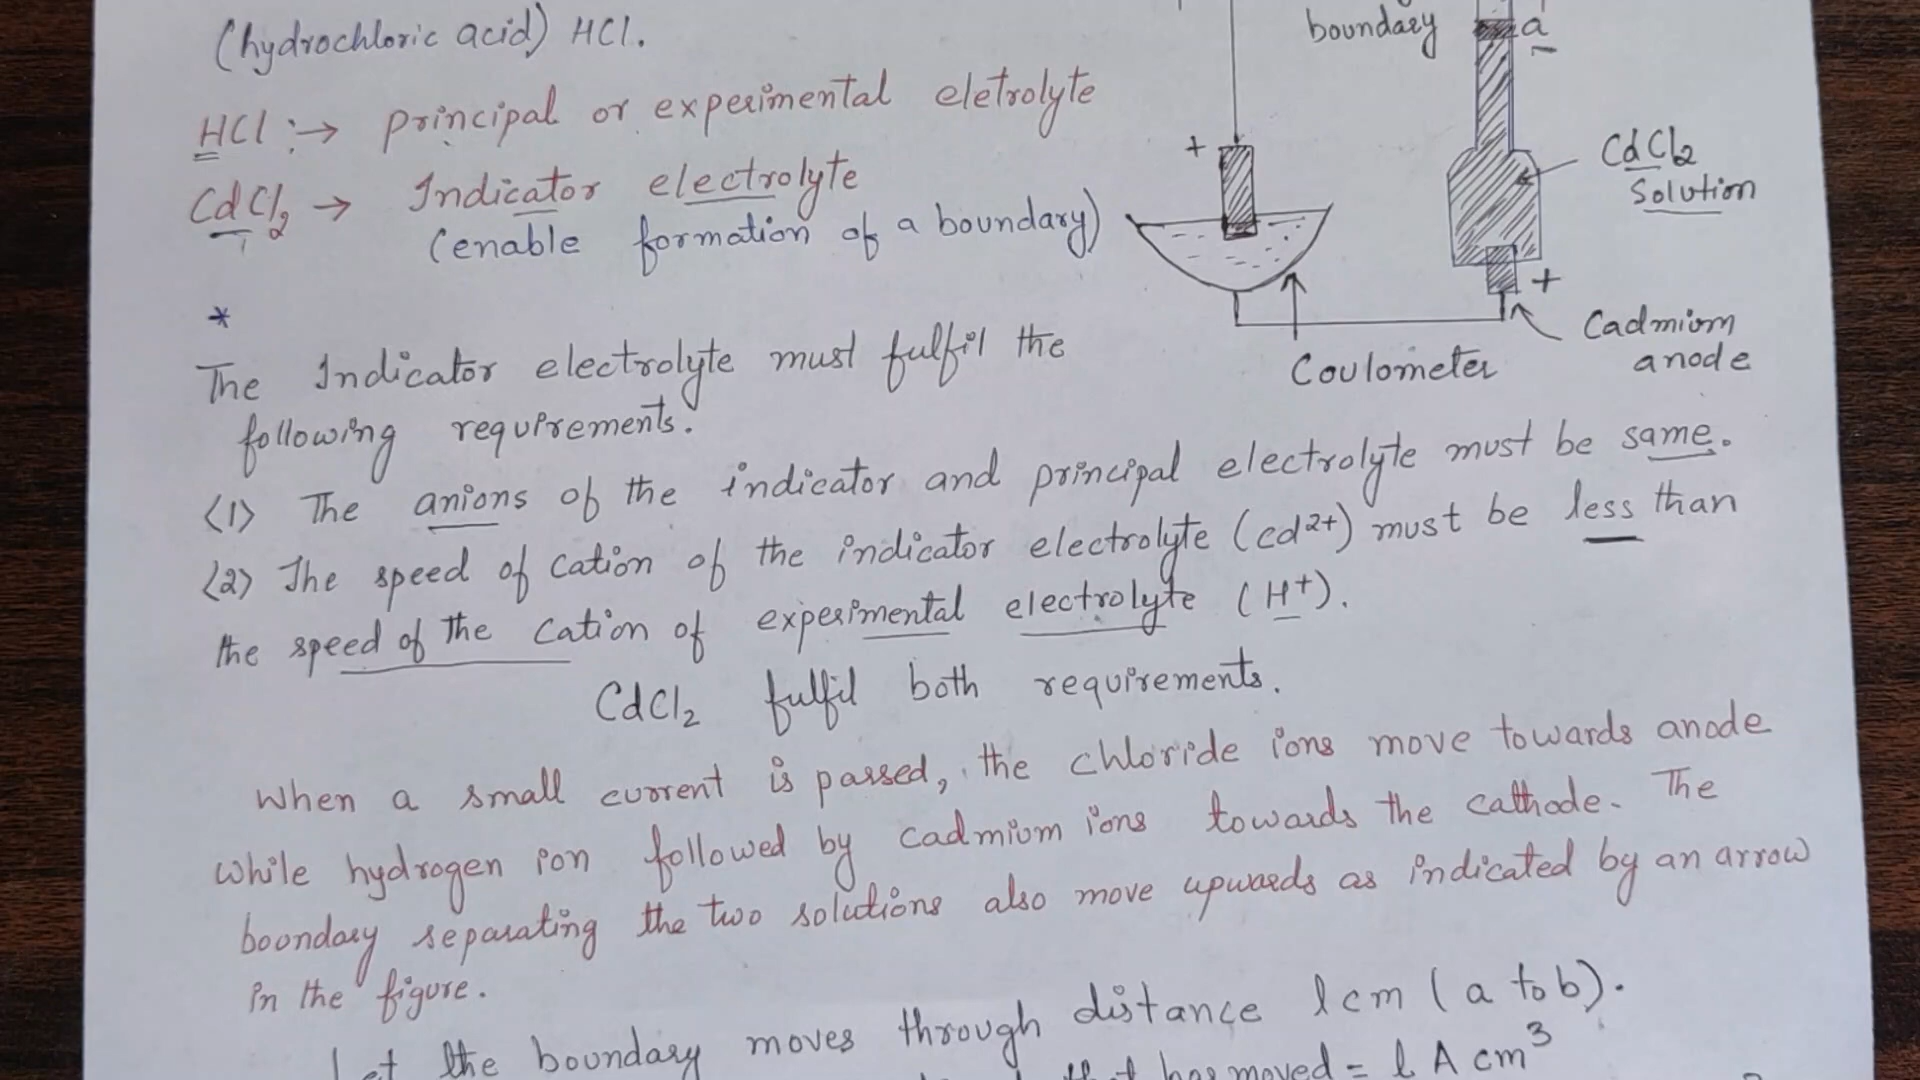 (hydrochloric acid) HCl.
HCl :→ principal or experimental eletrolyte
CdCl2 → Indicator electrolyte
(enable formation of a boundary)
boundary a
+
CdCl2
Solution
+
Cadmium
anode
Coulometer
*
The Indicator electrolyte must fulfil the
following requirements.
<1> The anions of the indicator and principal electrolyte must be same.
<2> The speed of cation of the indicator electrolyte (cd2+) must be less than
the speed of the cation of experimental electrolyte (H+).
CdCl2 fulfil both requirements.
When a small current is passed, the chloride ions move towards anode
while hydrogen ion followed by cadmium ions towards the cathode. The
boundary separating the two solutions also move upwards as indicated by an arrow
in the figure.
Let the boundary moves through distance l cm (a to b).
that has moved = l A cm3